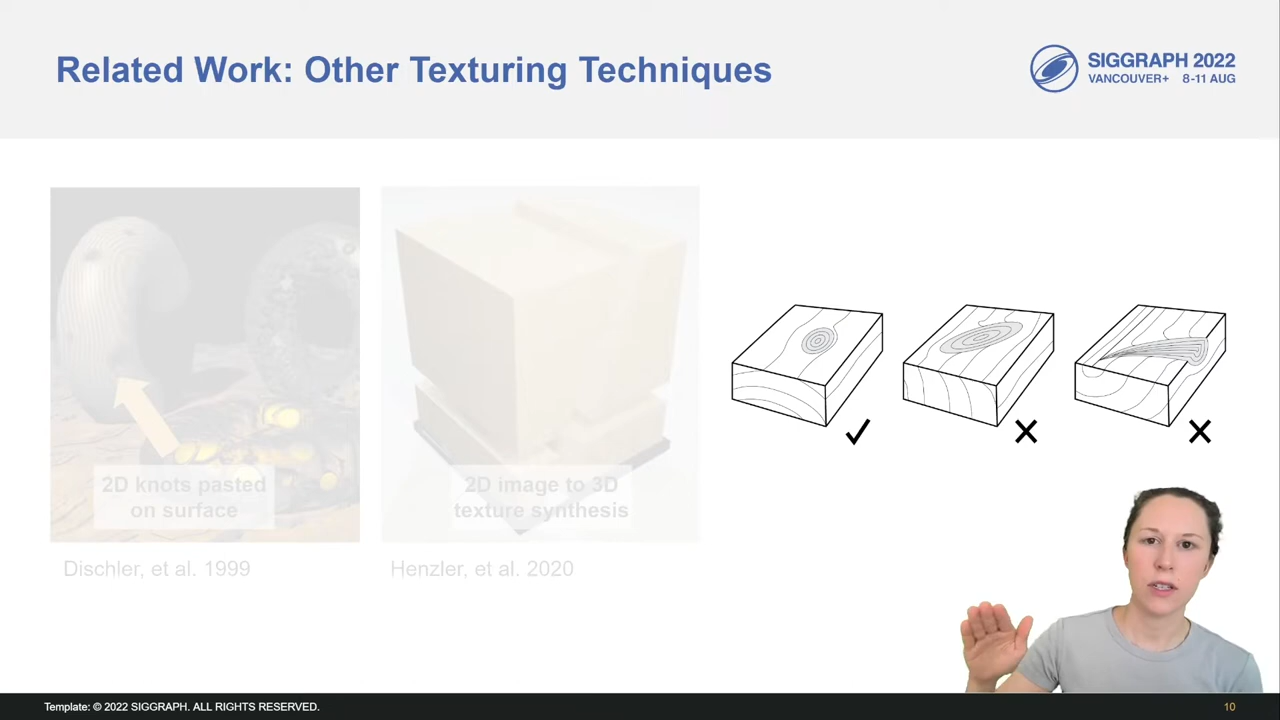 Related Work: Other Texturing Techniques
SIGGRAPH 2022
VANCOUVER+ 8-11 AUG
2D knots pasted
on surface
2D image to 3D
texture synthesis
Dischler, et al. 1999
Henzler, et al. 2020
Template: © 2022 SIGGRAPH. ALL RIGHTS RESERVED.
10